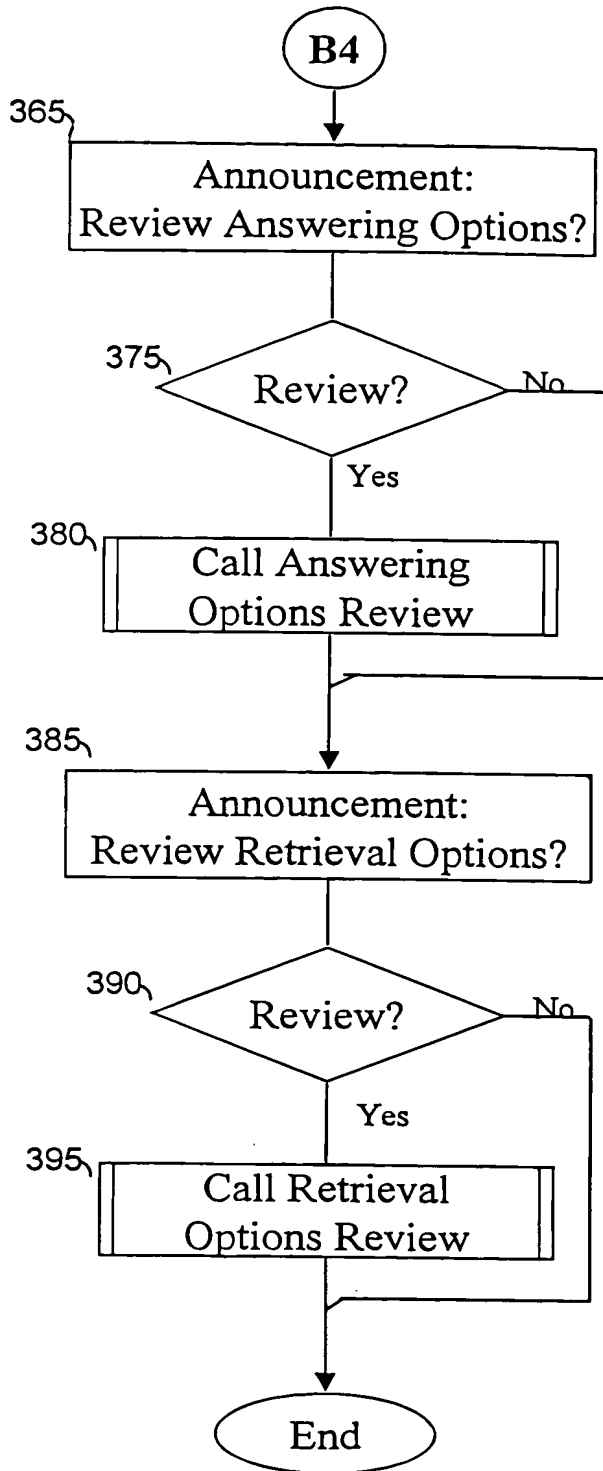 B4
365
Announcement:
Review Answering Options?
375
Review?
No
Yes
380
Call Answering
Options Review
385
Announcement:
Review Retrieval Options?
390
Review?
No
Yes
395
Call Retrieval
Options Review
End